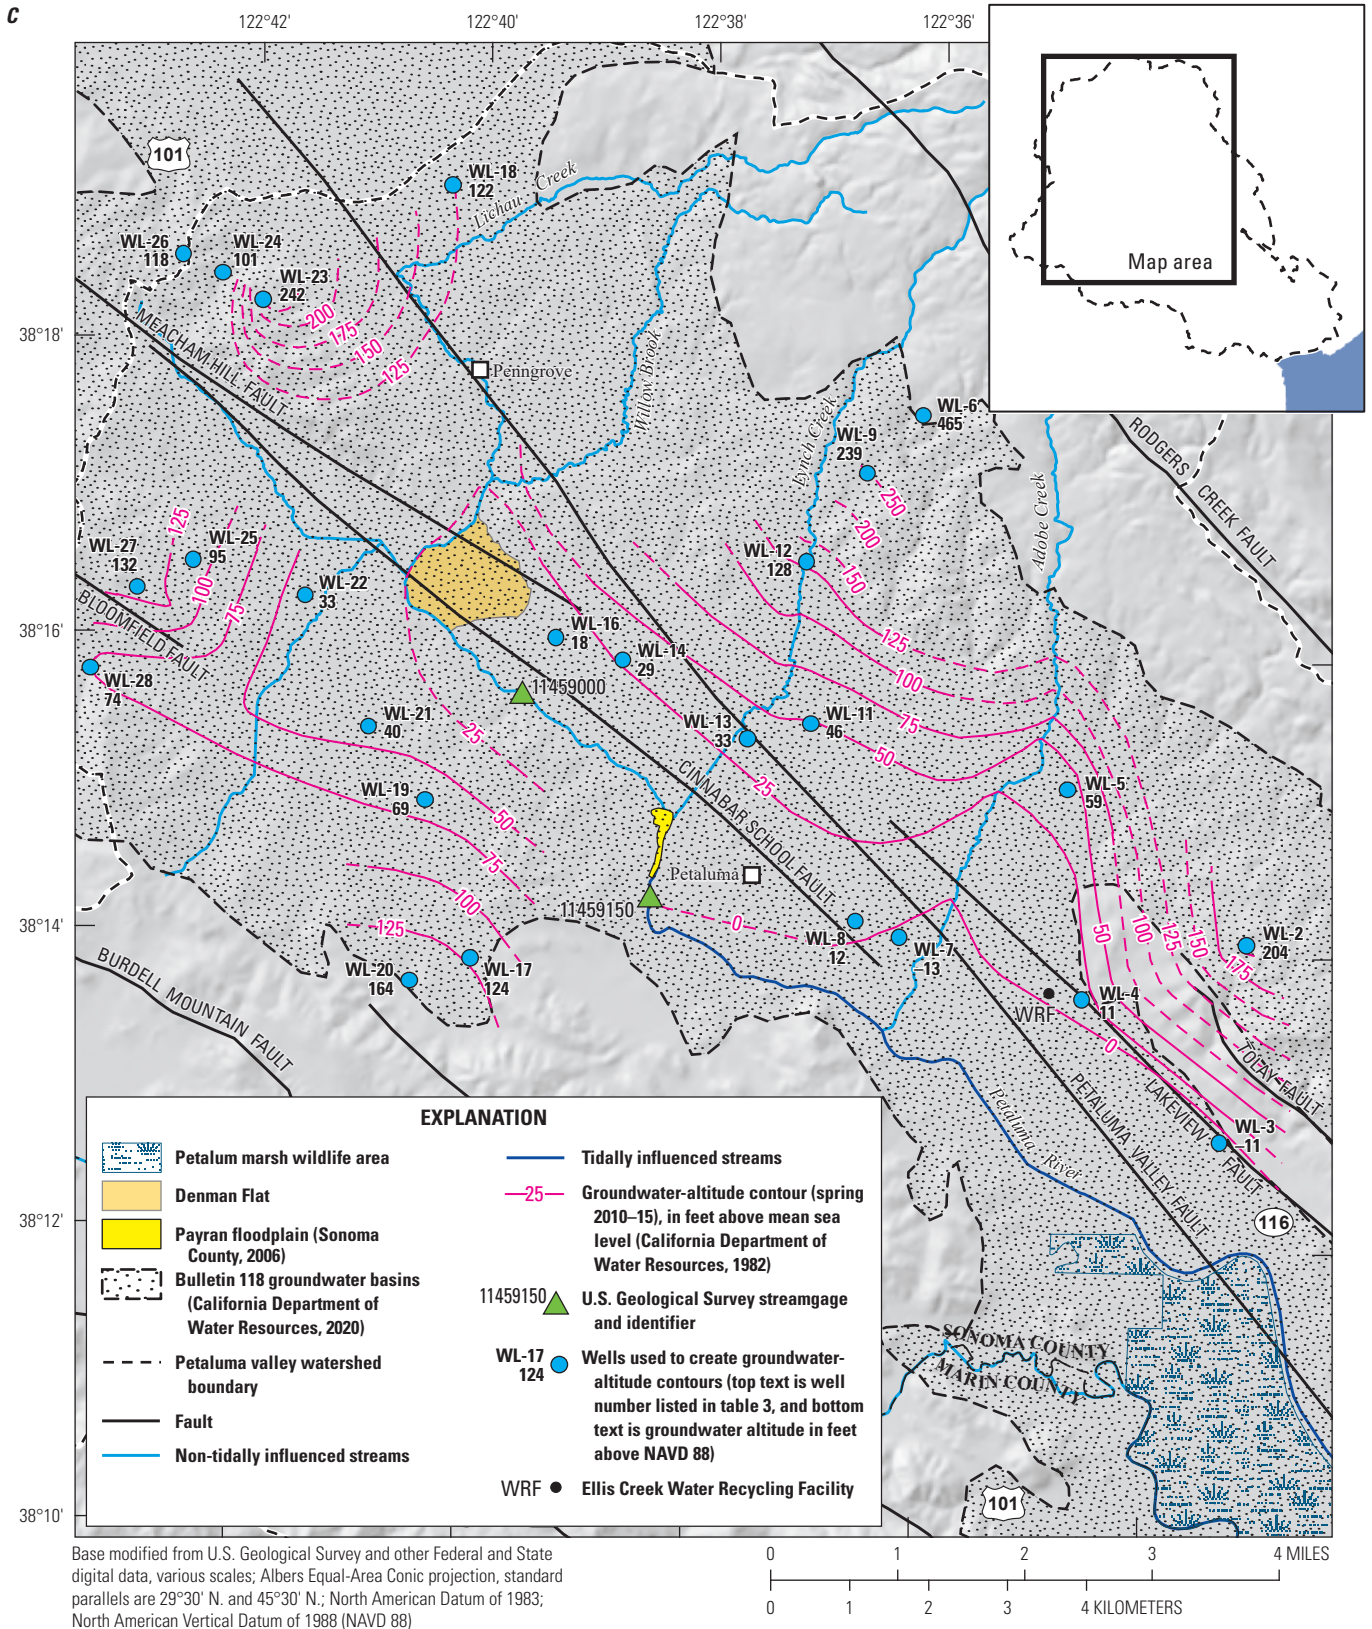 C
122°42'
122°40'
122°38'
122°36'
Map area
101
WL-18
122
Lichau Creek
WL-26
118
WL-24
101
WL-23
242
38°18'
200
175
150
125
MEACHAM HILL FAULT
Penngrove
Willow Brook
Lynch Creek
WL-6
465
WL-9
239
RODGERS CREEK FAULT
250
200
Adobe Creek
125
WL-27
132
WL-25
95
100
75
WL-22
33
WL-12
128
150
38°16'
BLOOMFIELD FAULT
WL-16
18
WL-14
29
125
100
WL-28
74
11459000
WL-21
40
25
WL-13
33
WL-11
46
75
50
WL-19
69
50
CINNABAR SCHOOL FAULT
25
WL-5
59
75
Petaluma
100
11459150
0
38°14'
125
WL-8
12
WL-7
–13
50
100
125
150
175
WL-2
204
WL-20
164
WL-17
124
BURDELL MOUNTAIN FAULT
WRF
WL-4
11
0
TOLAY FAULT
Petaluma River
PETALUMA VALLEY FAULT
LAKEVIEW FAULT
WL-3
–11
38°12'
116
SONOMA COUNTY
MARIN COUNTY
101
38°10'
EXPLANATION
Petalum marsh wildlife area
Denman Flat
Payran floodplain (Sonoma
County, 2006)
Bulletin 118 groundwater basins
(California Department of
Water Resources, 2020)
Petaluma valley watershed
boundary
Fault
Non-tidally influenced streams
Tidally influenced streams
25
Groundwater-altitude contour (spring
2010–15), in feet above mean sea
level (California Department of
Water Resources, 1982)
11459150
U.S. Geological Survey streamgage
and identifier
WL-17
124
Wells used to create groundwater-
altitude contours (top text is well
number listed in table 3, and bottom
text is groundwater altitude in feet
above NAVD 88)
WRF
Ellis Creek Water Recycling Facility
Base modified from U.S. Geological Survey and other Federal and State
digital data, various scales; Albers Equal-Area Conic projection, standard
parallels are 29°30' N. and 45°30' N.; North American Datum of 1983;
North American Vertical Datum of 1988 (NAVD 88)
0 1 2 3 4 MILES
0 1 2 3 4 KILOMETERS